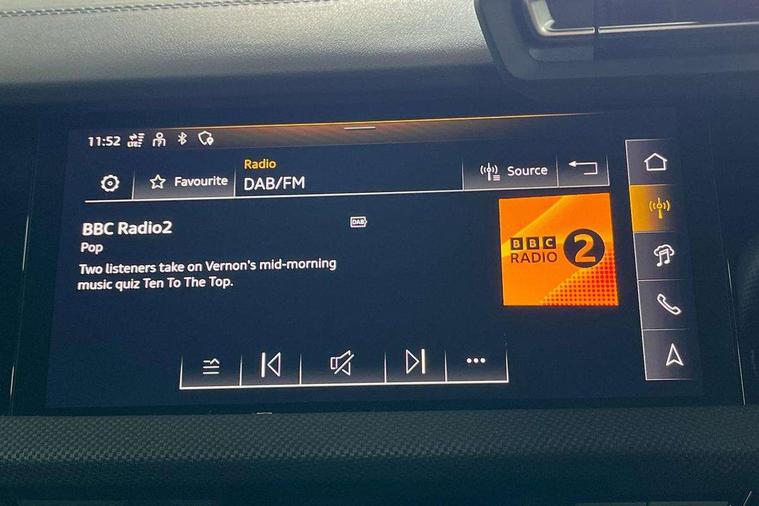 11:52 LTE
Radio
Favourite DAB/FM Source
BBC Radio2 DAB
Pop
Two listeners take on Vernon's mid-morning
music quiz Ten To The Top.
BBC
RADIO 2